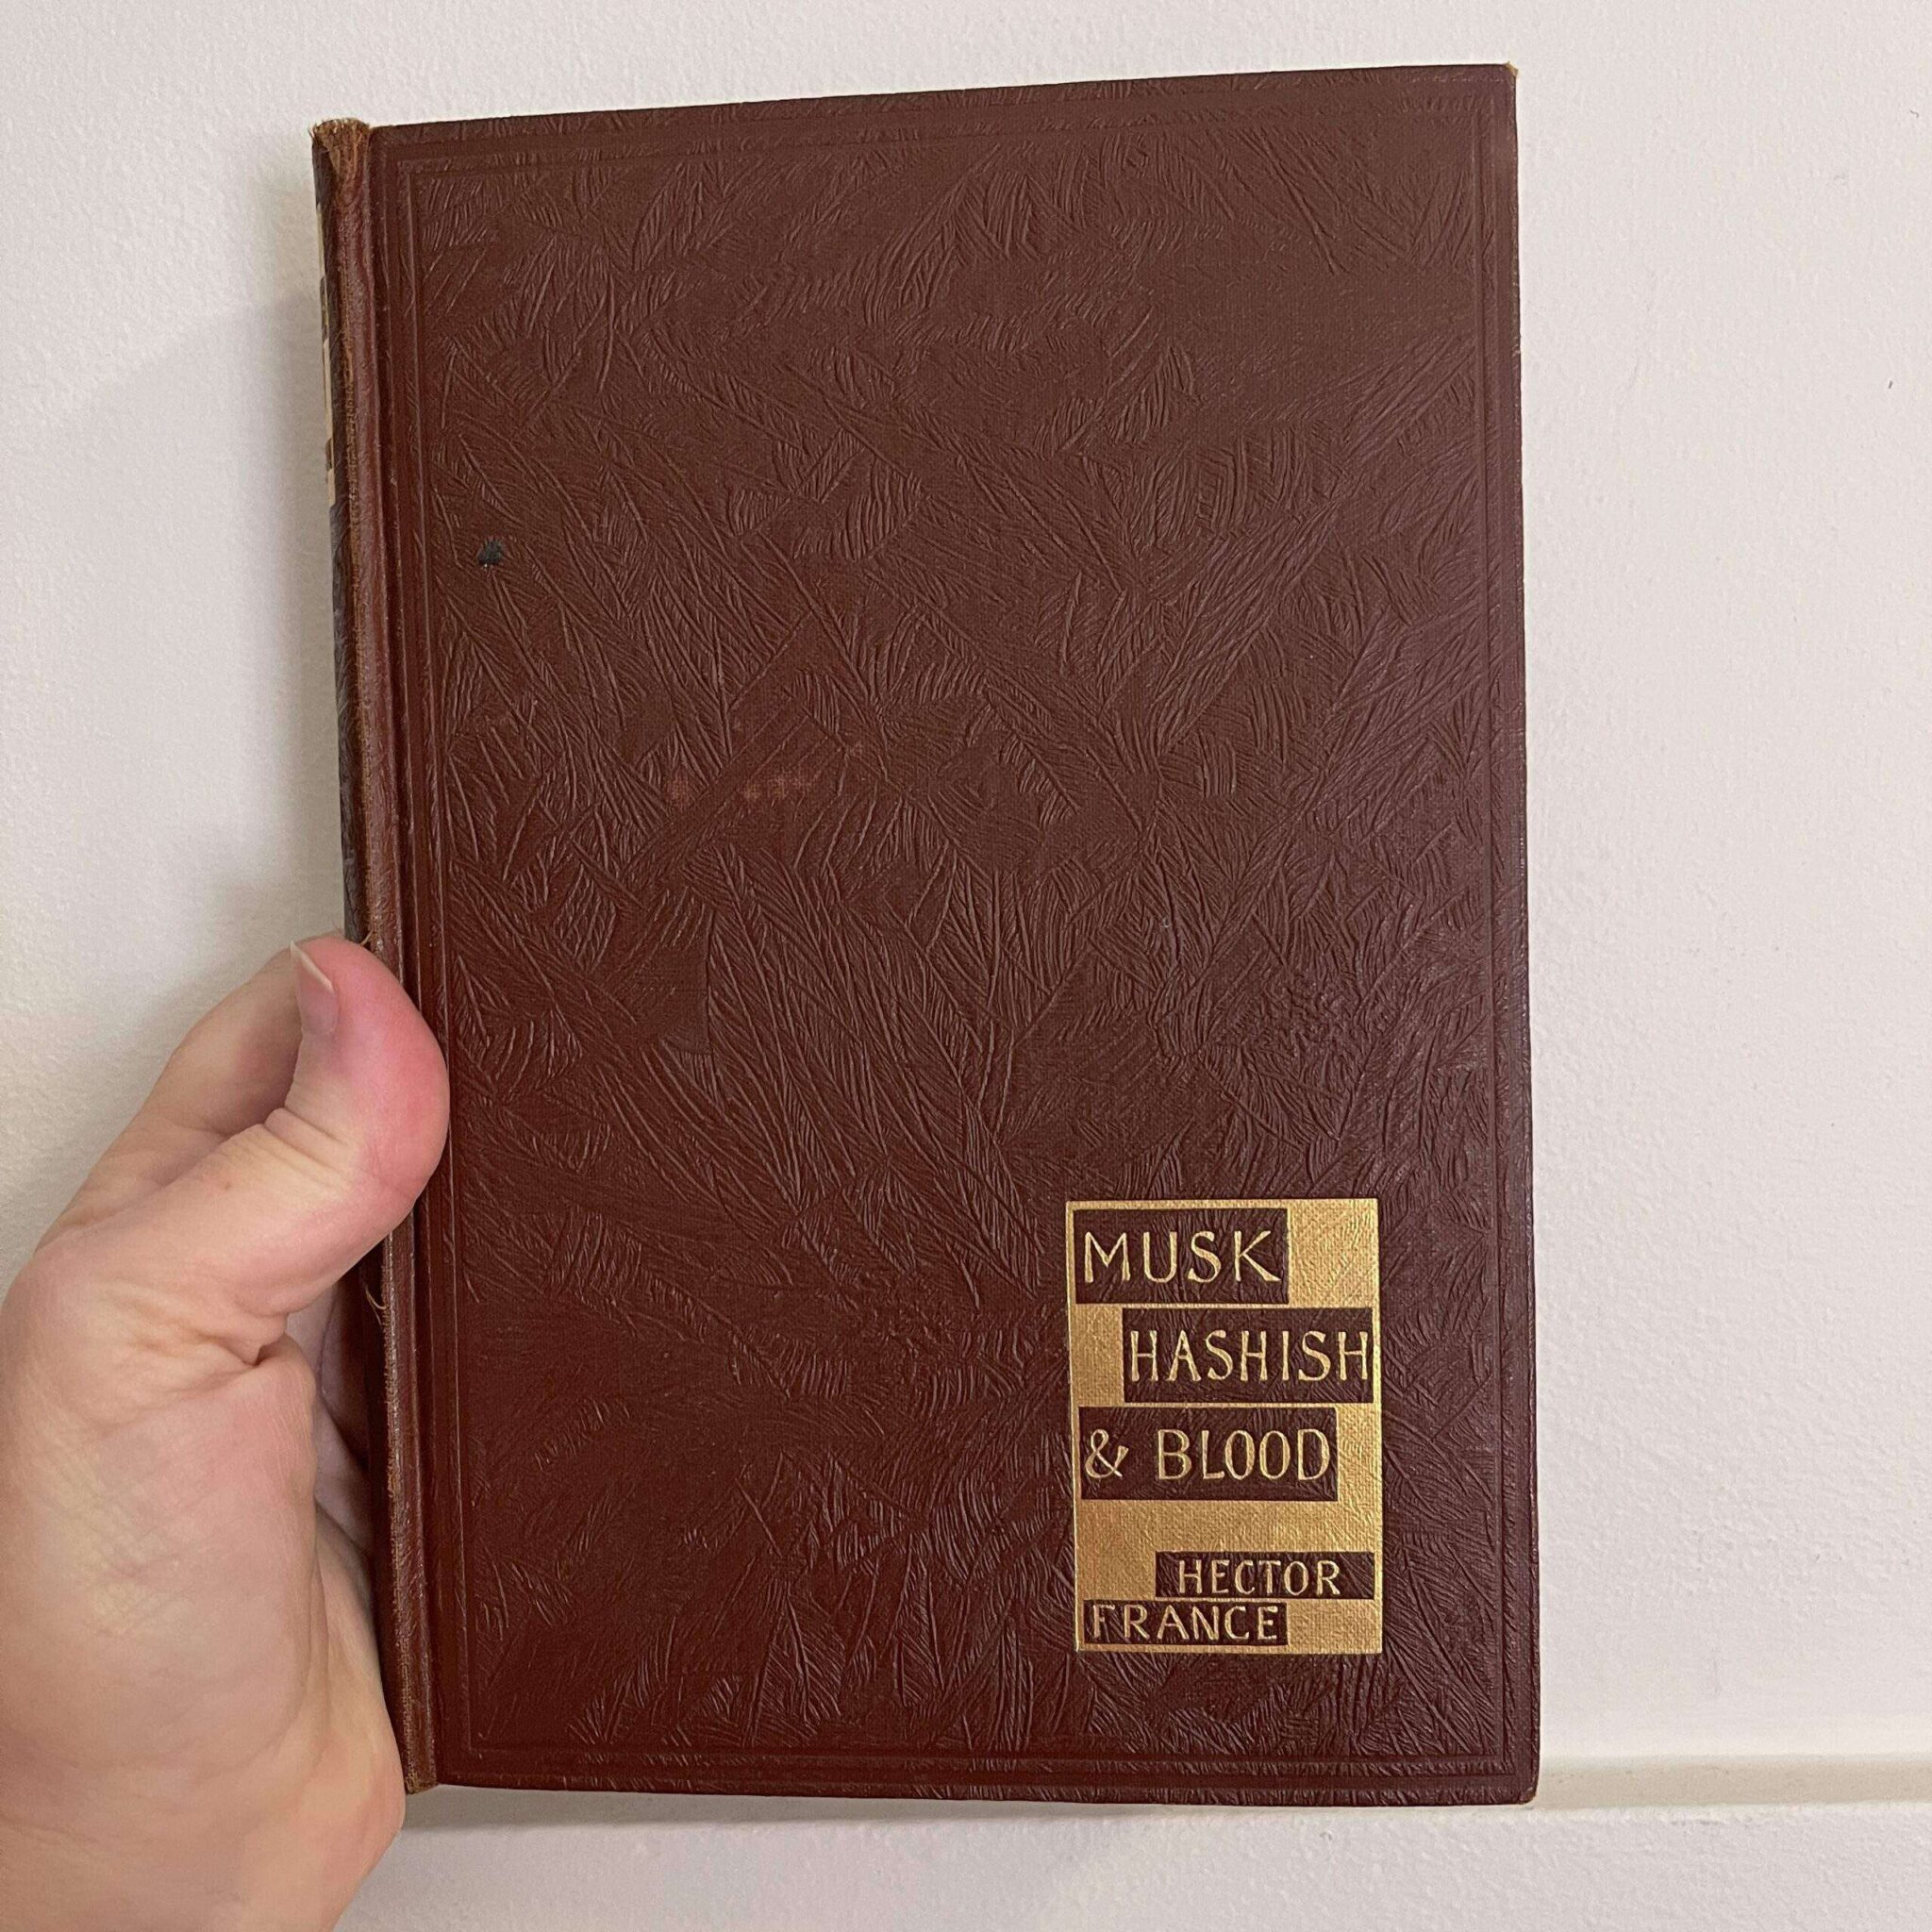 MUSK
HASHISH
& BLOOD
HECTOR
FRANCE